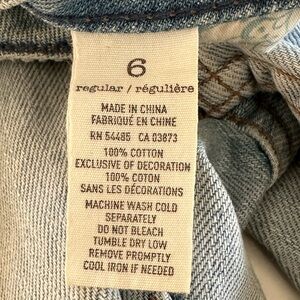 6
regular / régulière
MADE IN CHINA
FABRIQUÉ EN CHINE
RN 54485 CA 03873
100% COTTON
EXCLUSIVE OF DECORATION
100% COTON
SANS LES DÉCORATIONS
MACHINE WASH COLD
SEPARATELY
DO NOT BLEACH
TUMBLE DRY LOW
REMOVE PROMPTLY
COOL IRON IF NEEDED